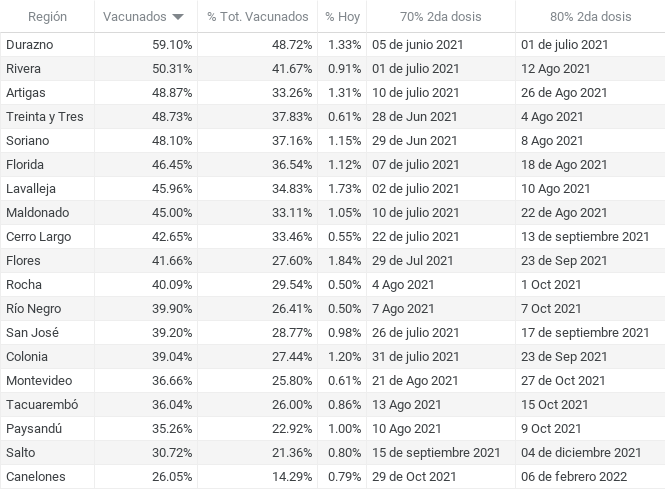 Región Vacunados % Tot. Vacunados % Hoy 70% 2da dosis 80% 2da dosis
Durazno 59.10% 48.72% 1.33% 05 de junio 2021 01 de julio 2021
Rivera 50.31% 41.67% 0.91% 01 de julio 2021 12 Ago 2021
Artigas 48.87% 33.26% 1.31% 10 de julio 2021 26 de Ago 2021
Treinta y Tres 48.73% 37.83% 0.61% 28 de Jun 2021 4 Ago 2021
Soriano 48.10% 37.16% 1.15% 29 de Jun 2021 8 Ago 2021
Florida 46.45% 36.54% 1.12% 07 de julio 2021 18 de Ago 2021
Lavalleja 45.96% 34.83% 1.73% 02 de julio 2021 10 Ago 2021
Maldonado 45.00% 33.11% 1.05% 10 de julio 2021 22 de Ago 2021
Cerro Largo 42.65% 33.46% 0.55% 22 de julio 2021 13 de septiembre 2021
Flores 41.66% 27.60% 1.84% 29 de Jul 2021 23 de Sep 2021
Rocha 40.09% 29.54% 0.50% 4 Ago 2021 1 Oct 2021
Río Negro 39.90% 26.41% 0.50% 7 Ago 2021 7 Oct 2021
San José 39.20% 28.77% 0.98% 26 de julio 2021 17 de septiembre 2021
Colonia 39.04% 27.44% 1.20% 31 de julio 2021 23 de Sep 2021
Montevideo 36.66% 25.80% 0.61% 21 de Ago 2021 27 de Oct 2021
Tacuarembó 36.04% 26.00% 0.86% 13 Ago 2021 15 Oct 2021
Paysandú 35.26% 22.92% 1.00% 10 Ago 2021 9 Oct 2021
Salto 30.72% 21.36% 0.80% 15 de septiembre 2021 04 de diciembre 2021
Canelones 26.05% 14.29% 0.79% 29 de Oct 2021 06 de febrero 2022